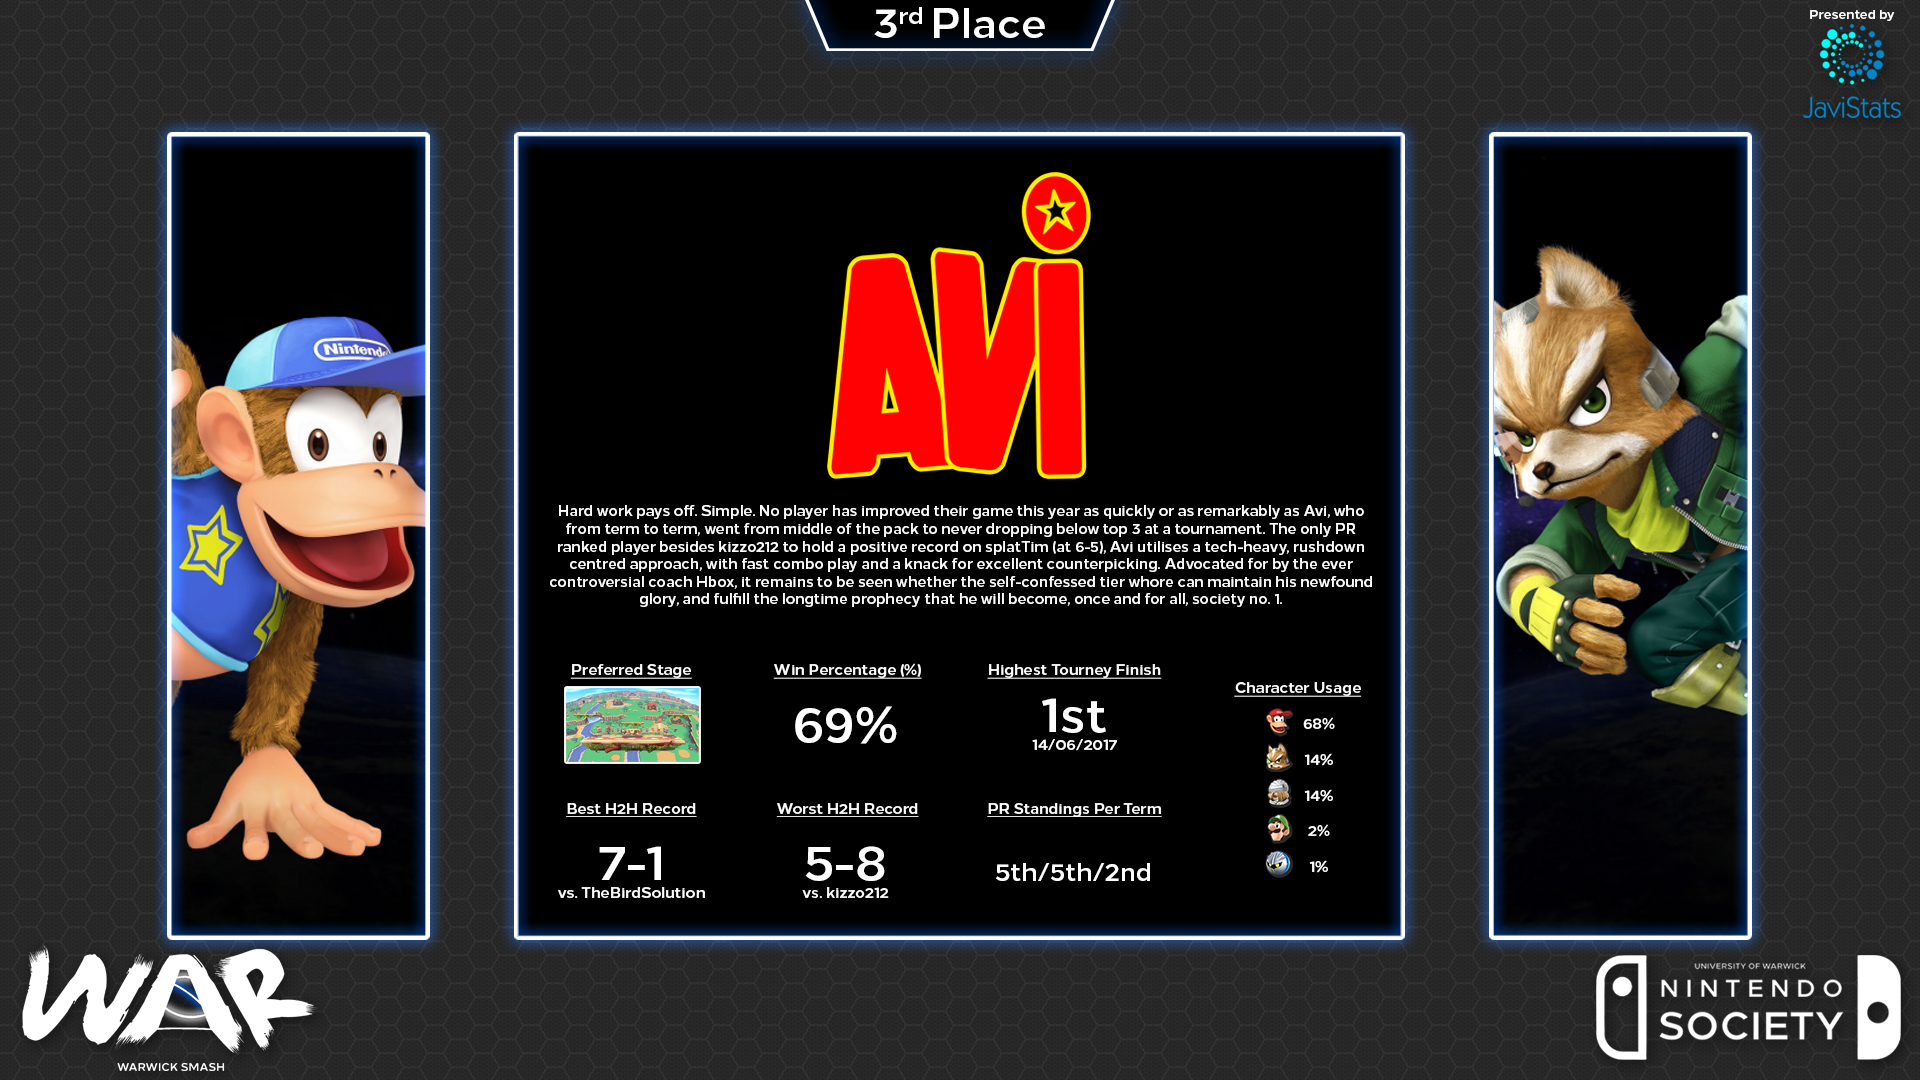 3rd Place
Presented by
JaviStats
Nintendo
AVi
Hard work pays off. Simple. No player has improved their game this year as quickly or as remarkably as Avi, who
from term to term, went from middle of the pack to never dropping below top 3 at a tournament. The only PR
ranked player besides kizzo212 to hold a positive record on splatTim (at 6-5), Avi utilises a tech-heavy, rushdown
centred approach, with fast combo play and a knack for excellent counterpicking. Advocated for by the ever
controversial coach Hbox, it remains to be seen whether the self-confessed tier whore can maintain his newfound
glory, and fulfill the longtime prophecy that he will become, once and for all, society no. 1.
Preferred Stage
Win Percentage (%)
69%
Highest Tourney Finish
1st
14/06/2017
Character Usage
68%
14%
14%
2%
1%
Best H2H Record
7-1
vs. TheBirdSolution
Worst H2H Record
5-8
vs. kizzo212
PR Standings Per Term
5th/5th/2nd
WAR
WARWICK SMASH
UNIVERSITY OF WARWICK
NINTENDO
SOCIETY